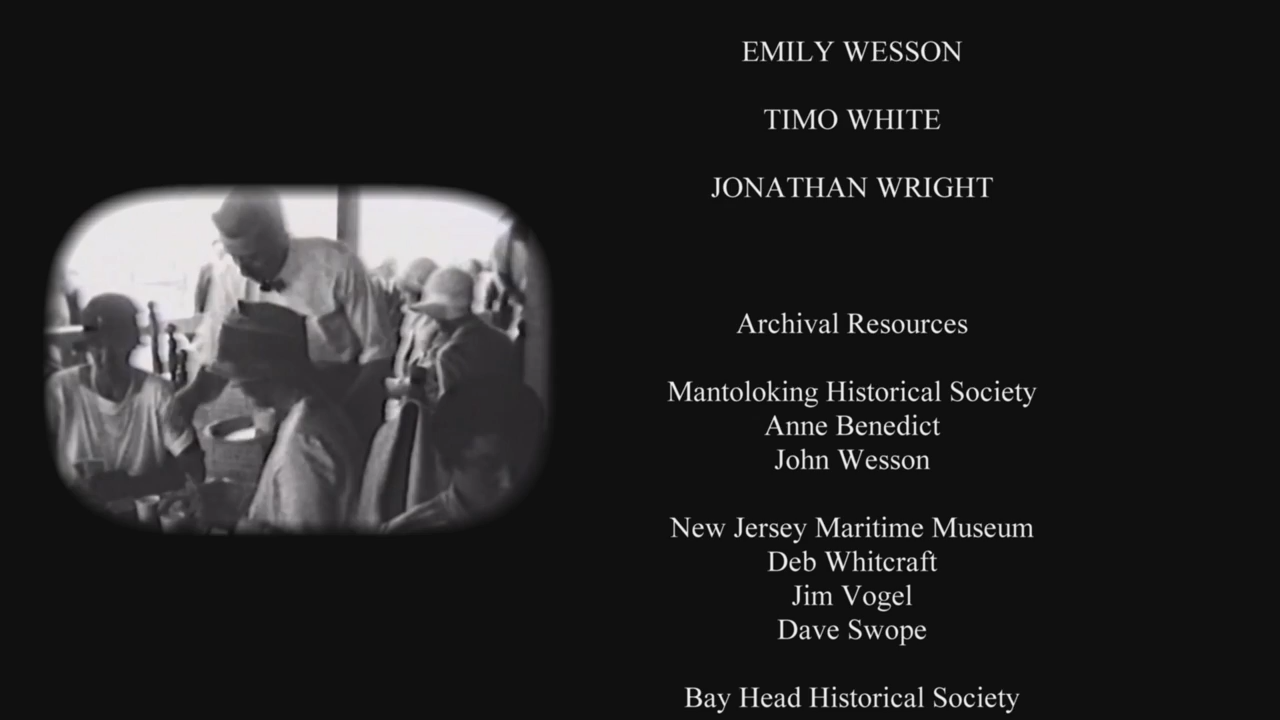 EMILY WESSON
TIMO WHITE
JONATHAN WRIGHT
Archival Resources
Mantoloking Historical Society
Anne Benedict
John Wesson
New Jersey Maritime Museum
Deb Whitcraft
Jim Vogel
Dave Swope
Bay Head Historical Society